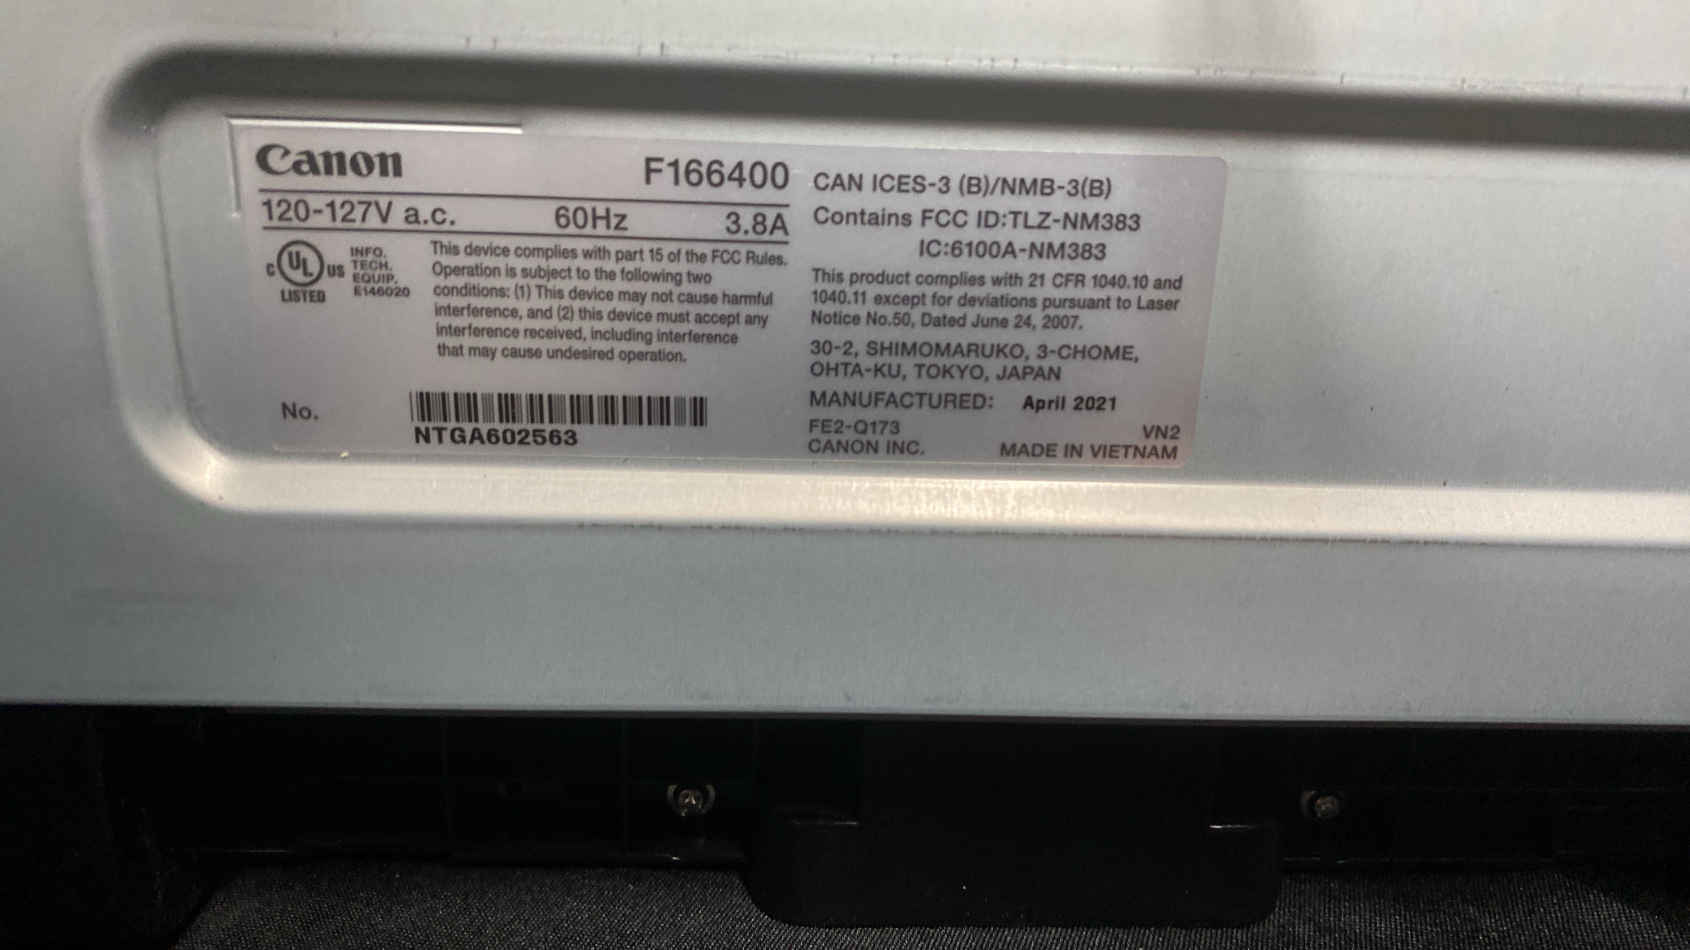 Canon F166400
120-127V a.c. 60Hz 3.8A
C UL US
LISTED
INFO.
TECH.
EQUIP.
E146020
This device complies with part 15 of the FCC Rules.
Operation is subject to the following two
conditions: (1) This device may not cause harmful
interference, and (2) this device must accept any
interference received, including interference
that may cause undesired operation.
No.
NTGA602563
CAN ICES-3 (B)/NMB-3(B)
Contains FCC ID:TLZ-NM383
IC:6100A-NM383
This product complies with 21 CFR 1040.10 and
1040.11 except for deviations pursuant to Laser
Notice No.50, Dated June 24, 2007.
30-2, SHIMOMARUKO, 3-CHOME,
OHTA-KU, TOKYO, JAPAN
MANUFACTURED: April 2021
FE2-Q173 VN2
CANON INC. MADE IN VIETNAM